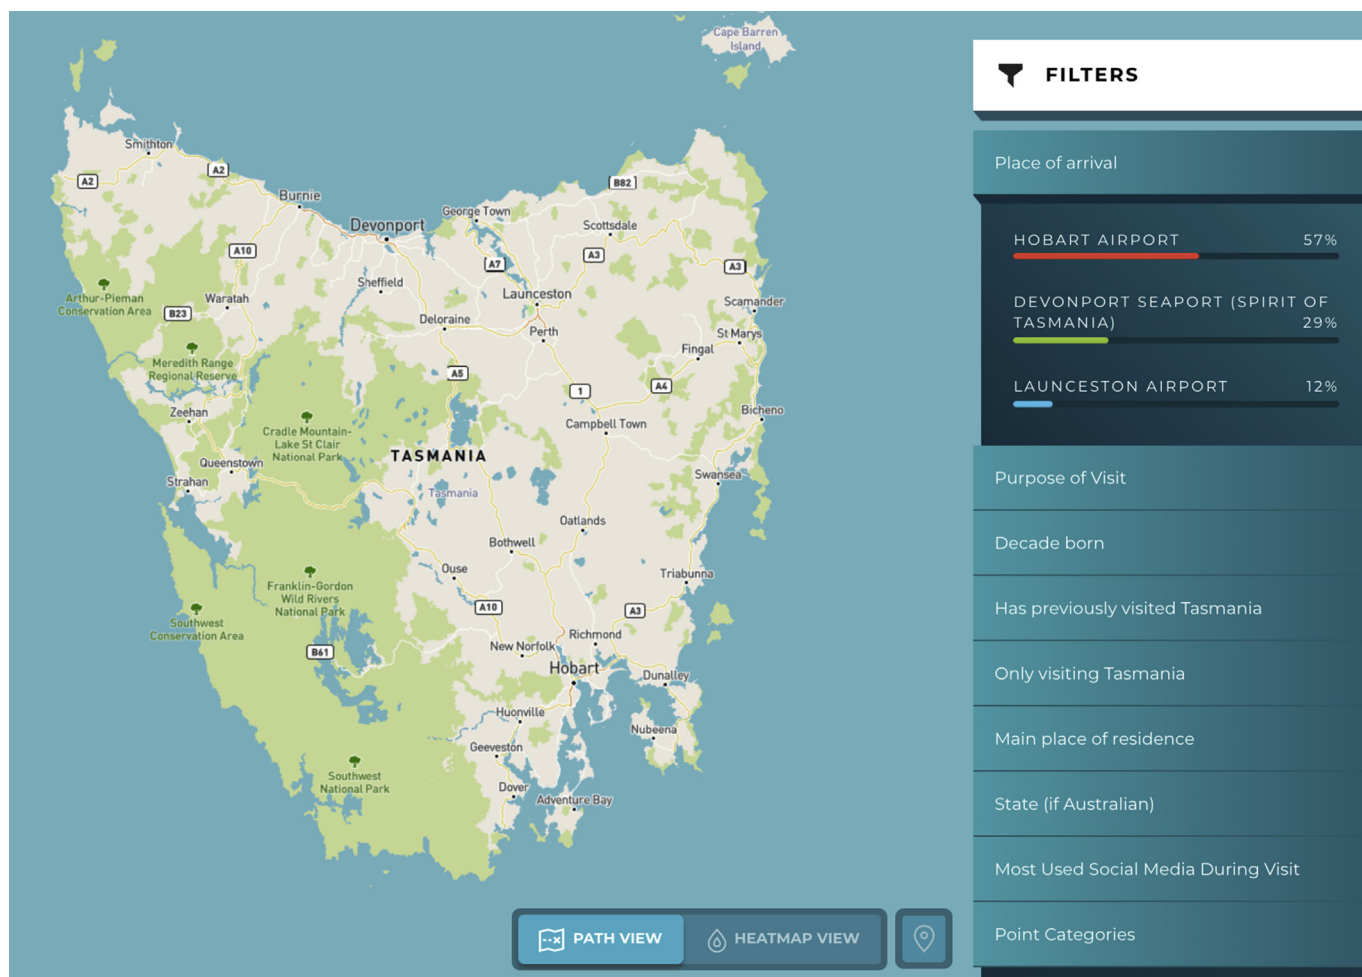 Cape Barren
Island
Smithton
A2
A2
Burnie
B82
George Town
Devonport
Scottsdale
A10
A7
A3
A3
Sheffield
Arthur-Pieman
Conservation Area
Waratah
Launceston
Scamander
B23
Deloraine
Perth
St Marys
Fingal
Meredith Range
Regional Reserve
A5
A4
1
Zeehan
Bicheno
Campbell Town
Cradle Mountain-
Lake St Clair
National Park
TASMANIA
Queenstown
Swansea
Strahan
Tasmania
Oatlands
Bothwell
Ouse
Triabunna
Franklin-Gordon
Wild Rivers
National Park
A10
A3
Southwest
Conservation Area
Richmond
New Norfolk
B61
Hobart
Dunalley
Huonville
Nubeena
Geeveston
Southwest
National Park
Dover
Adventure Bay
PATH VIEW
HEATMAP VIEW
FILTERS
Place of arrival
HOBART AIRPORT 57%
DEVONPORT SEAPORT (SPIRIT OF
TASMANIA) 29%
LAUNCESTON AIRPORT 12%
Purpose of Visit
Decade born
Has previously visited Tasmania
Only visiting Tasmania
Main place of residence
State (if Australian)
Most Used Social Media During Visit
Point Categories